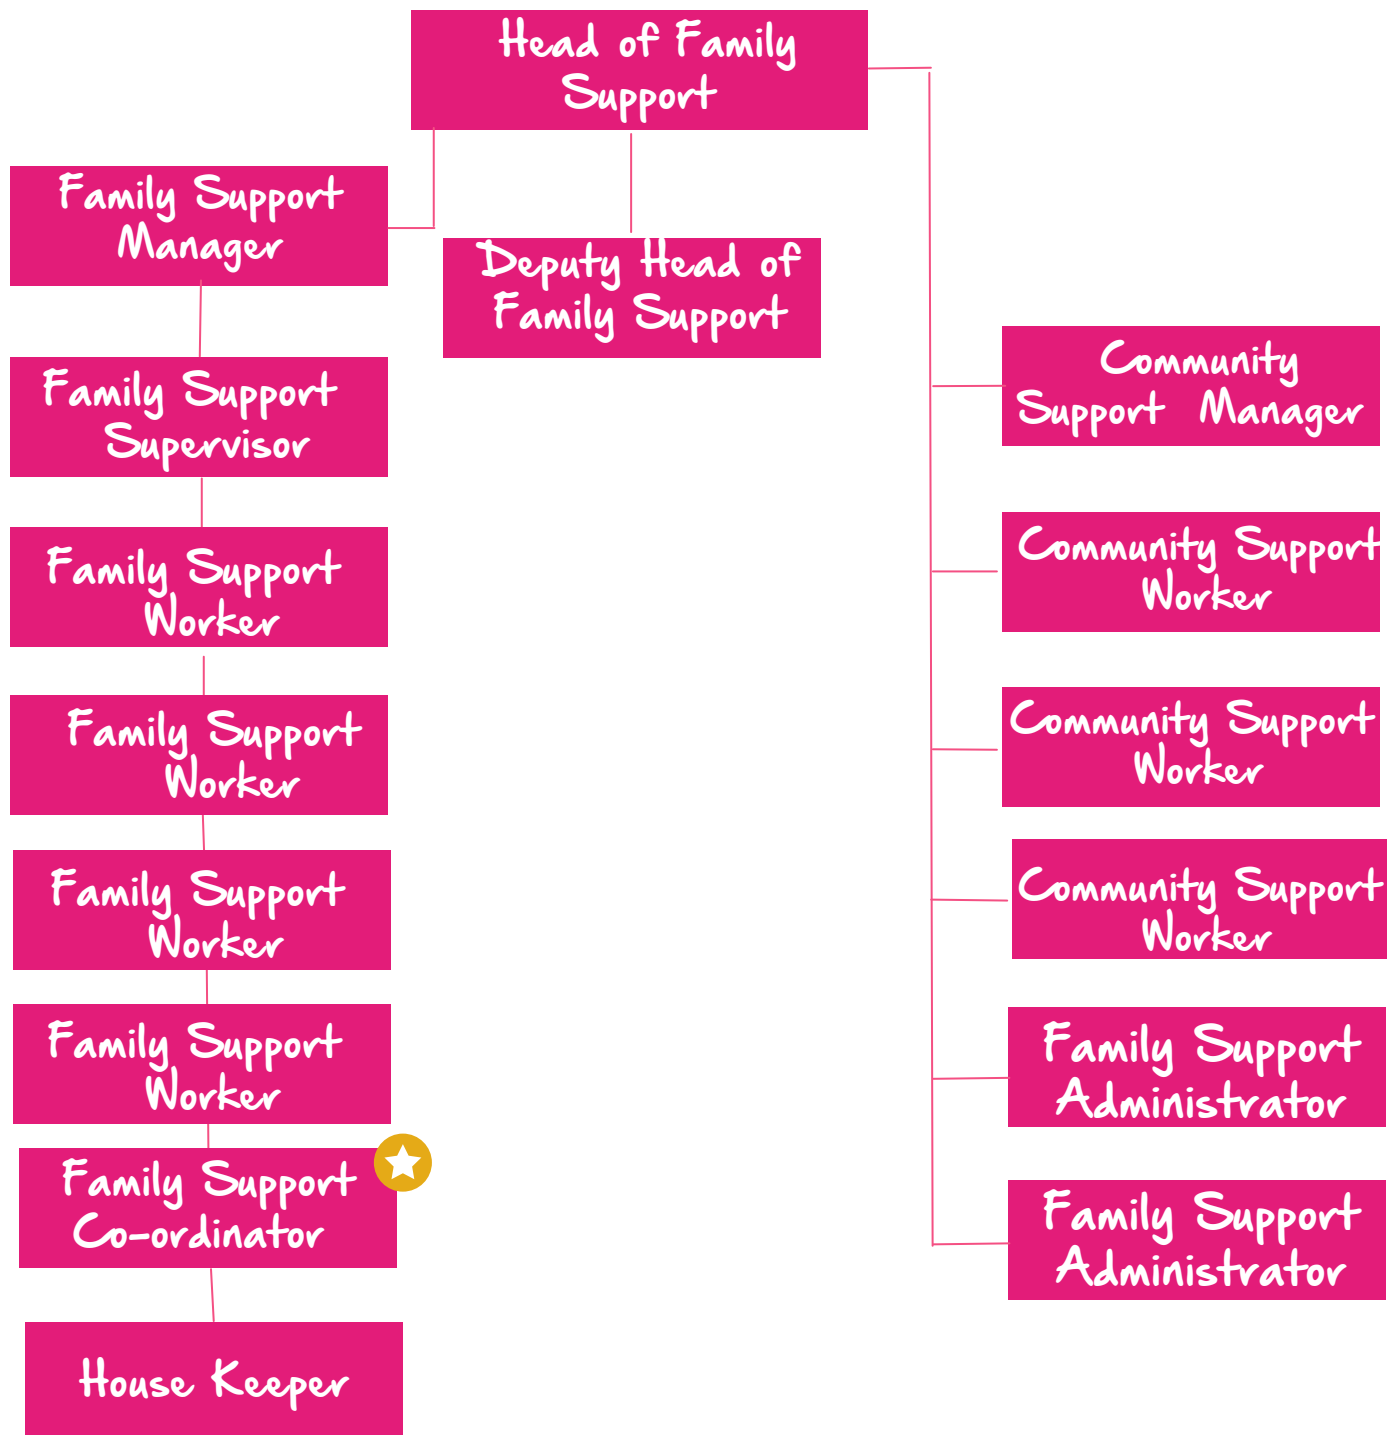 Head of Family
Support
Family Support
Manager
Deputy Head of
Family Support
Family Support
Supervisor
Family Support
Worker
Family Support
Worker
Family Support
Worker
Family Support
Worker
Family Support
Co-ordinator
House Keeper
Community
Support Manager
Community Support
Worker
Community Support
Worker
Community Support
Worker
Family Support
Administrator
Family Support
Administrator